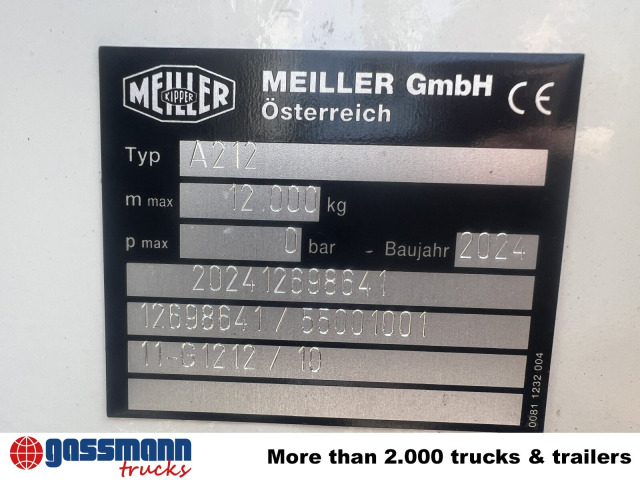 MEILLER
KIPPER
MEILLER GmbH
Österreich
CE
Typ A212
m max 12.000 kg
p max 0 bar - Baujahr 2024
202412698641
12698641 / 55001001
11-G1212 / 10
0081 1232 004
gassmann
trucks
More than 2.000 trucks & trailers